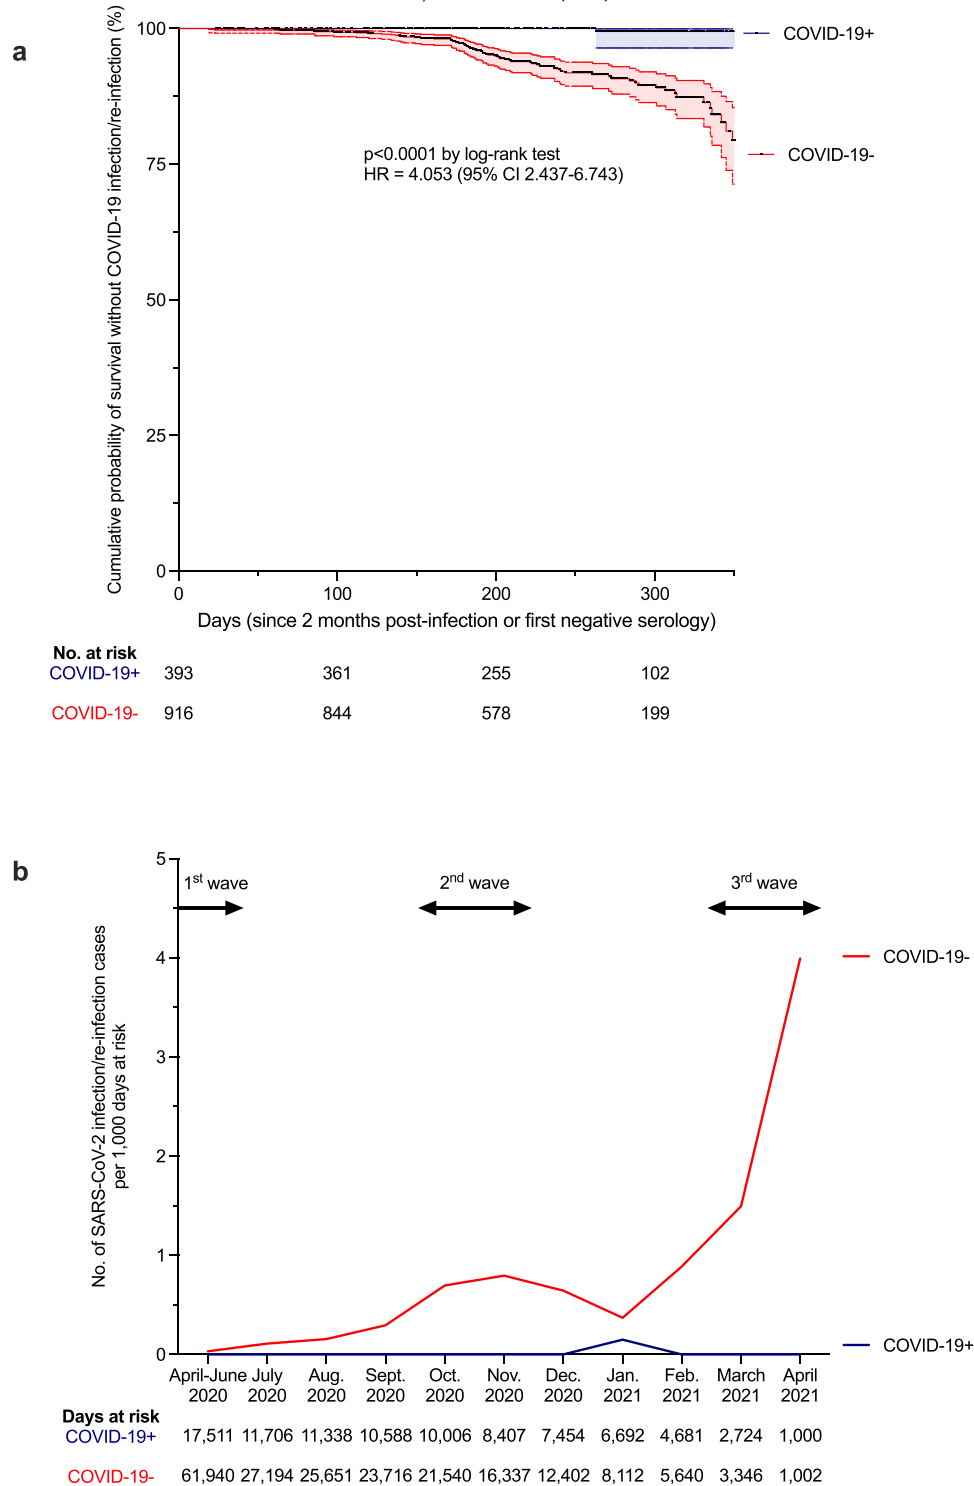 a
Cumulative probability of survival without COVID-19 infection/re-infection (%)
100
75
50
25
0
COVID-19+
COVID-19-
p<0.0001 by log-rank test
HR = 4.053 (95% CI 2.437-6.743)
0 100 200 300
Days (since 2 months post-infection or first negative serology)
No. at risk
COVID-19+ 393 361 255 102
COVID-19- 916 844 578 199
b
No. of SARS-CoV-2 infection/re-infection cases
per 1,000 days at risk
5
4
3
2
1
0
1st wave 2nd wave 3rd wave
COVID-19-
COVID-19+
April-June July Aug. Sept. Oct. Nov. Dec. Jan. Feb. March April
2020 2020 2020 2020 2020 2020 2020 2021 2021 2021 2021
Days at risk
COVID-19+ 17,511 11,706 11,338 10,588 10,006 8,407 7,454 6,692 4,681 2,724 1,000
COVID-19- 61,940 27,194 25,651 23,716 21,540 16,337 12,402 8,112 5,640 3,346 1,002